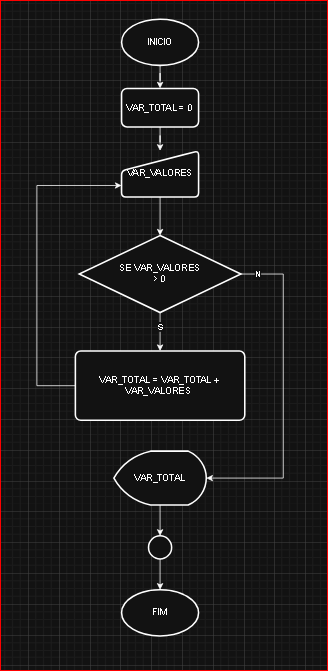 INICIO
VAR_TOTAL = 0
VAR_VALORES
SE VAR_VALORES
> 0
N
S
VAR_TOTAL = VAR_TOTAL +
VAR_VALORES
VAR_TOTAL
FIM